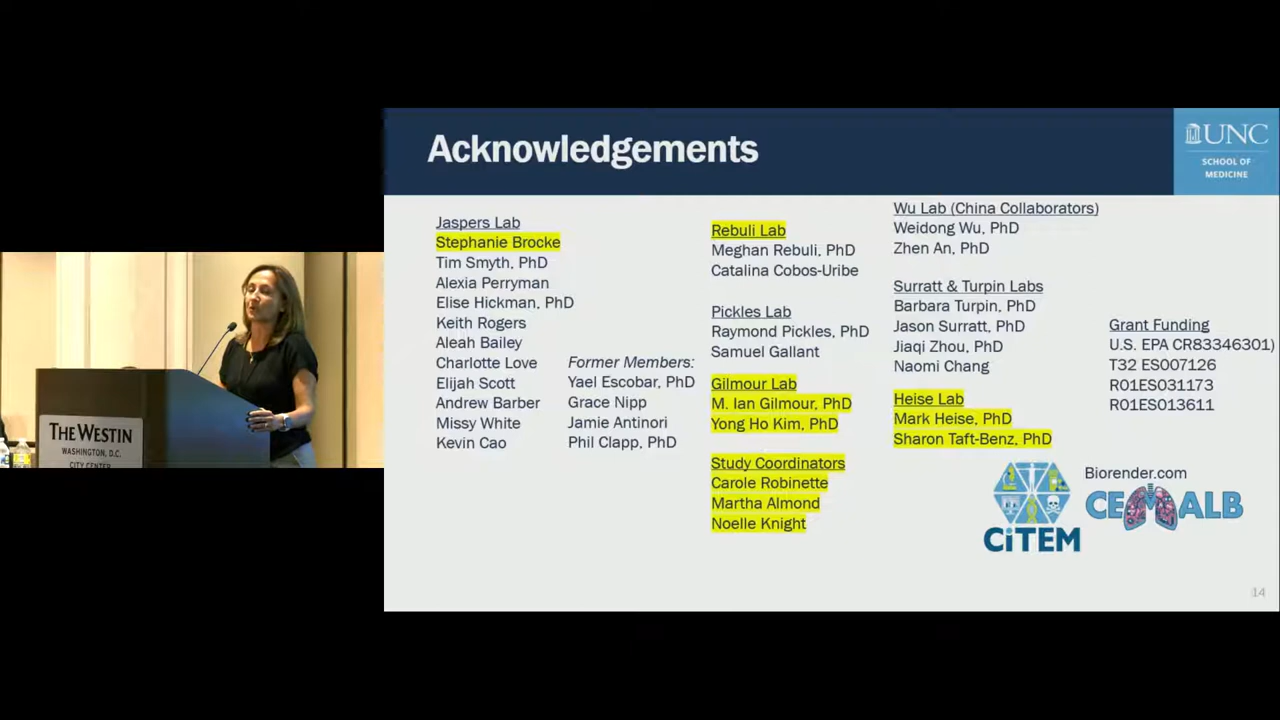 Acknowledgements
UNC
SCHOOL OF
MEDICINE
Jaspers Lab
Stephanie Brocke
Tim Smyth, PhD
Alexia Perryman
Elise Hickman, PhD
Keith Rogers
Aleah Bailey
Charlotte Love
Elijah Scott
Andrew Barber
Missy White
Kevin Cao
Former Members:
Yael Escobar, PhD
Grace Nipp
Jamie Antinori
Phil Clapp, PhD
Rebuli Lab
Meghan Rebuli, PhD
Catalina Cobos-Uribe
Pickles Lab
Raymond Pickles, PhD
Samuel Gallant
Gilmour Lab
M. Ian Gilmour, PhD
Yong Ho Kim, PhD
Study Coordinators
Carole Robinette
Martha Almond
Noelle Knight
Wu Lab (China Collaborators)
Weidong Wu, PhD
Zhen An, PhD
Surratt & Turpin Labs
Barbara Turpin, PhD
Jason Surratt, PhD
Jiaqi Zhou, PhD
Naomi Chang
Heise Lab
Mark Heise, PhD
Sharon Taft-Benz, PhD
Grant Funding
U.S. EPA CR83346301)
T32 ES007126
R01ES031173
R01ES013611
Biorender.com
CiTEM
CEMALB
14
THE WESTIN
WASHINGTON, D.C.
CITY CENTER